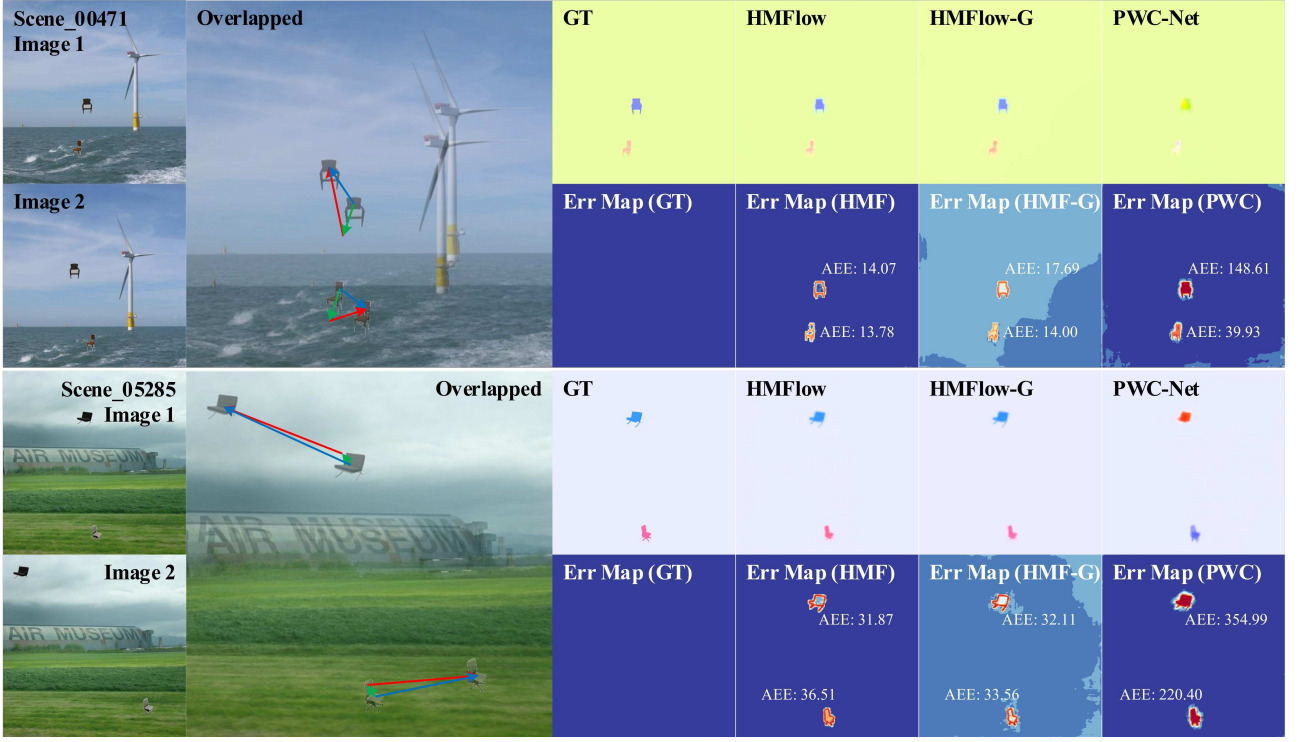 Scene_00471
Image 1
Overlapped
GT
HMFlow
HMFlow-G
PWC-Net
Image 2
Err Map (GT)
Err Map (HMF)
Err Map (HMF-G)
Err Map (PWC)
AEE: 14.07
AEE: 17.69
AEE: 148.61
AEE: 13.78
AEE: 14.00
AEE: 39.93
Scene_05285
Image 1
Overlapped
GT
HMFlow
HMFlow-G
PWC-Net
AIR MUSEUM
AIR MUSEUM
Image 2
Err Map (GT)
Err Map (HMF)
Err Map (HMF-G)
Err Map (PWC)
AEE: 31.87
AEE: 32.11
AEE: 354.99
AIR MUSEUM
AEE: 36.51
AEE: 33.56
AEE: 220.40